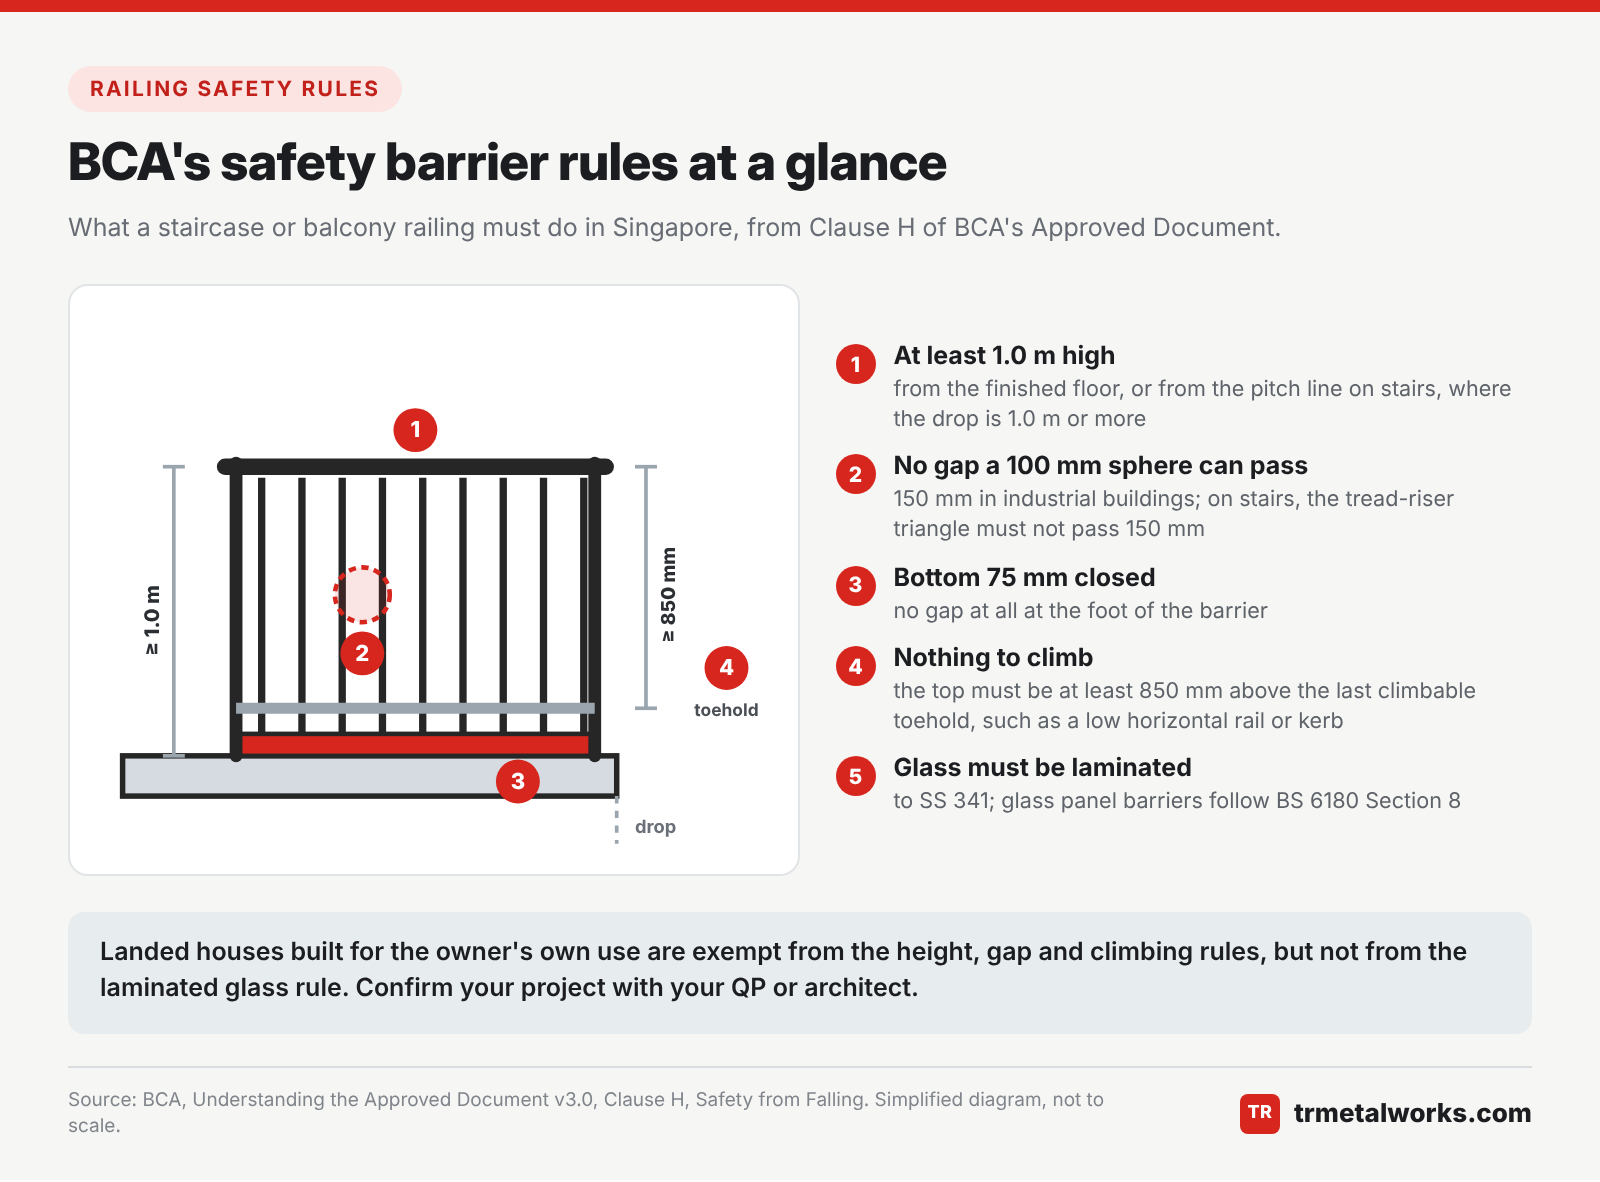 RAILING SAFETY RULES
BCA's safety barrier rules at a glance
What a staircase or balcony railing must do in Singapore, from Clause H of BCA's Approved Document.
1
≥ 1.0 m
2
≥ 850 mm
4
toehold
3
drop
1
At least 1.0 m high
from the finished floor, or from the pitch line on stairs, where
the drop is 1.0 m or more
2
No gap a 100 mm sphere can pass
150 mm in industrial buildings; on stairs, the tread-riser
triangle must not pass 150 mm
3
Bottom 75 mm closed
no gap at all at the foot of the barrier
4
Nothing to climb
the top must be at least 850 mm above the last climbable
toehold, such as a low horizontal rail or kerb
5
Glass must be laminated
to SS 341; glass panel barriers follow BS 6180 Section 8
Landed houses built for the owner's own use are exempt from the height, gap and climbing rules, but not from the
laminated glass rule. Confirm your project with your QP or architect.
Source: BCA, Understanding the Approved Document v3.0, Clause H, Safety from Falling. Simplified diagram, not to
scale.
TR
trmetalworks.com